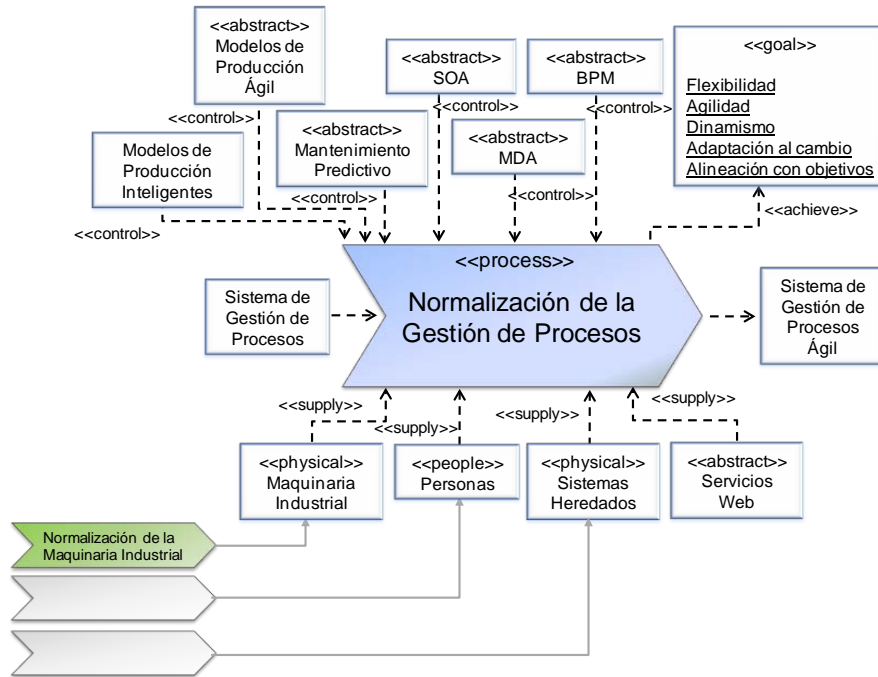 <<abstract>>
Modelos de
Producción
Ágil
<<abstract>>
SOA
<<abstract>>
BPM
<<goal>>
Flexibilidad
Agilidad
Dinamismo
Adaptación al cambio
Alineación con objetivos
<<control>>
<<control>>
<<control>>
Modelos de
Producción
Inteligentes
<<abstract>>
Mantenimiento
Predictivo
<<abstract>>
MDA
<<control>>
<<control>>
<<control>>
<<achieve>>
<<process>>
Normalización de la
Gestión de Procesos
Sistema de
Gestión de
Procesos
Sistema de
Gestión de
Procesos
Ágil
<<supply>>
<<supply>>
<<supply>>
<<supply>>
<<physical>>
Maquinaria
Industrial
<<people>>
Personas
<<physical>>
Sistemas
Heredados
<<abstract>>
Servicios
Web
Normalización de la
Maquinaria Industrial